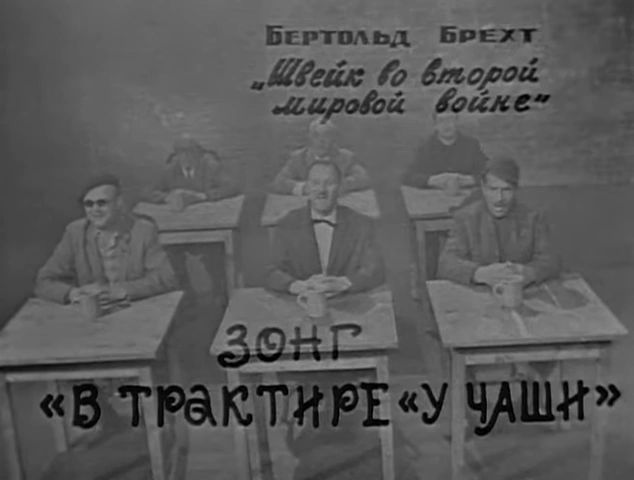 Бертольд Брехт
„Швейк во второй
мировой войне"
ЗОНГ
«В ТРАКТИРЕ «У ЧАШИ»